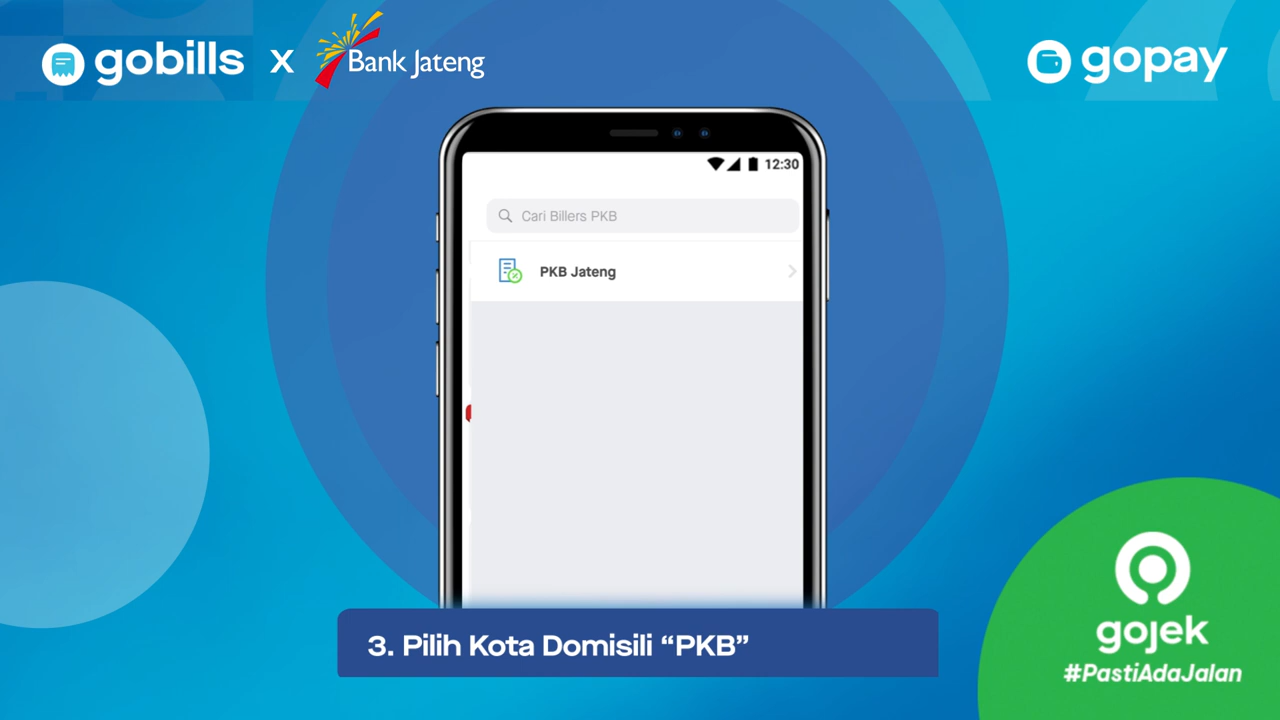 gobills x Bank Jateng
gopay
12:30
Cari Billers PKB
PKB Jateng
3. Pilih Kota Domisili “PKB”
gojek
#PastiAdaJalan